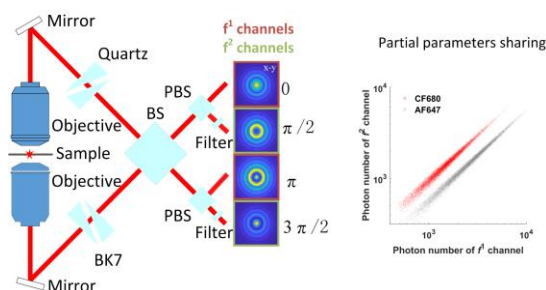 Mirror
Quartz
f¹ channels
f² channels
x-y
PBS
0
BS
Objective
Filter
π/2
Sample
Objective
π
PBS
Filter
3 π/2
BK7
Mirror
Partial parameters sharing
Photon number of f² channel
10⁴
10³
CF680
AF647
10³
10⁴
Photon number of f¹ channel